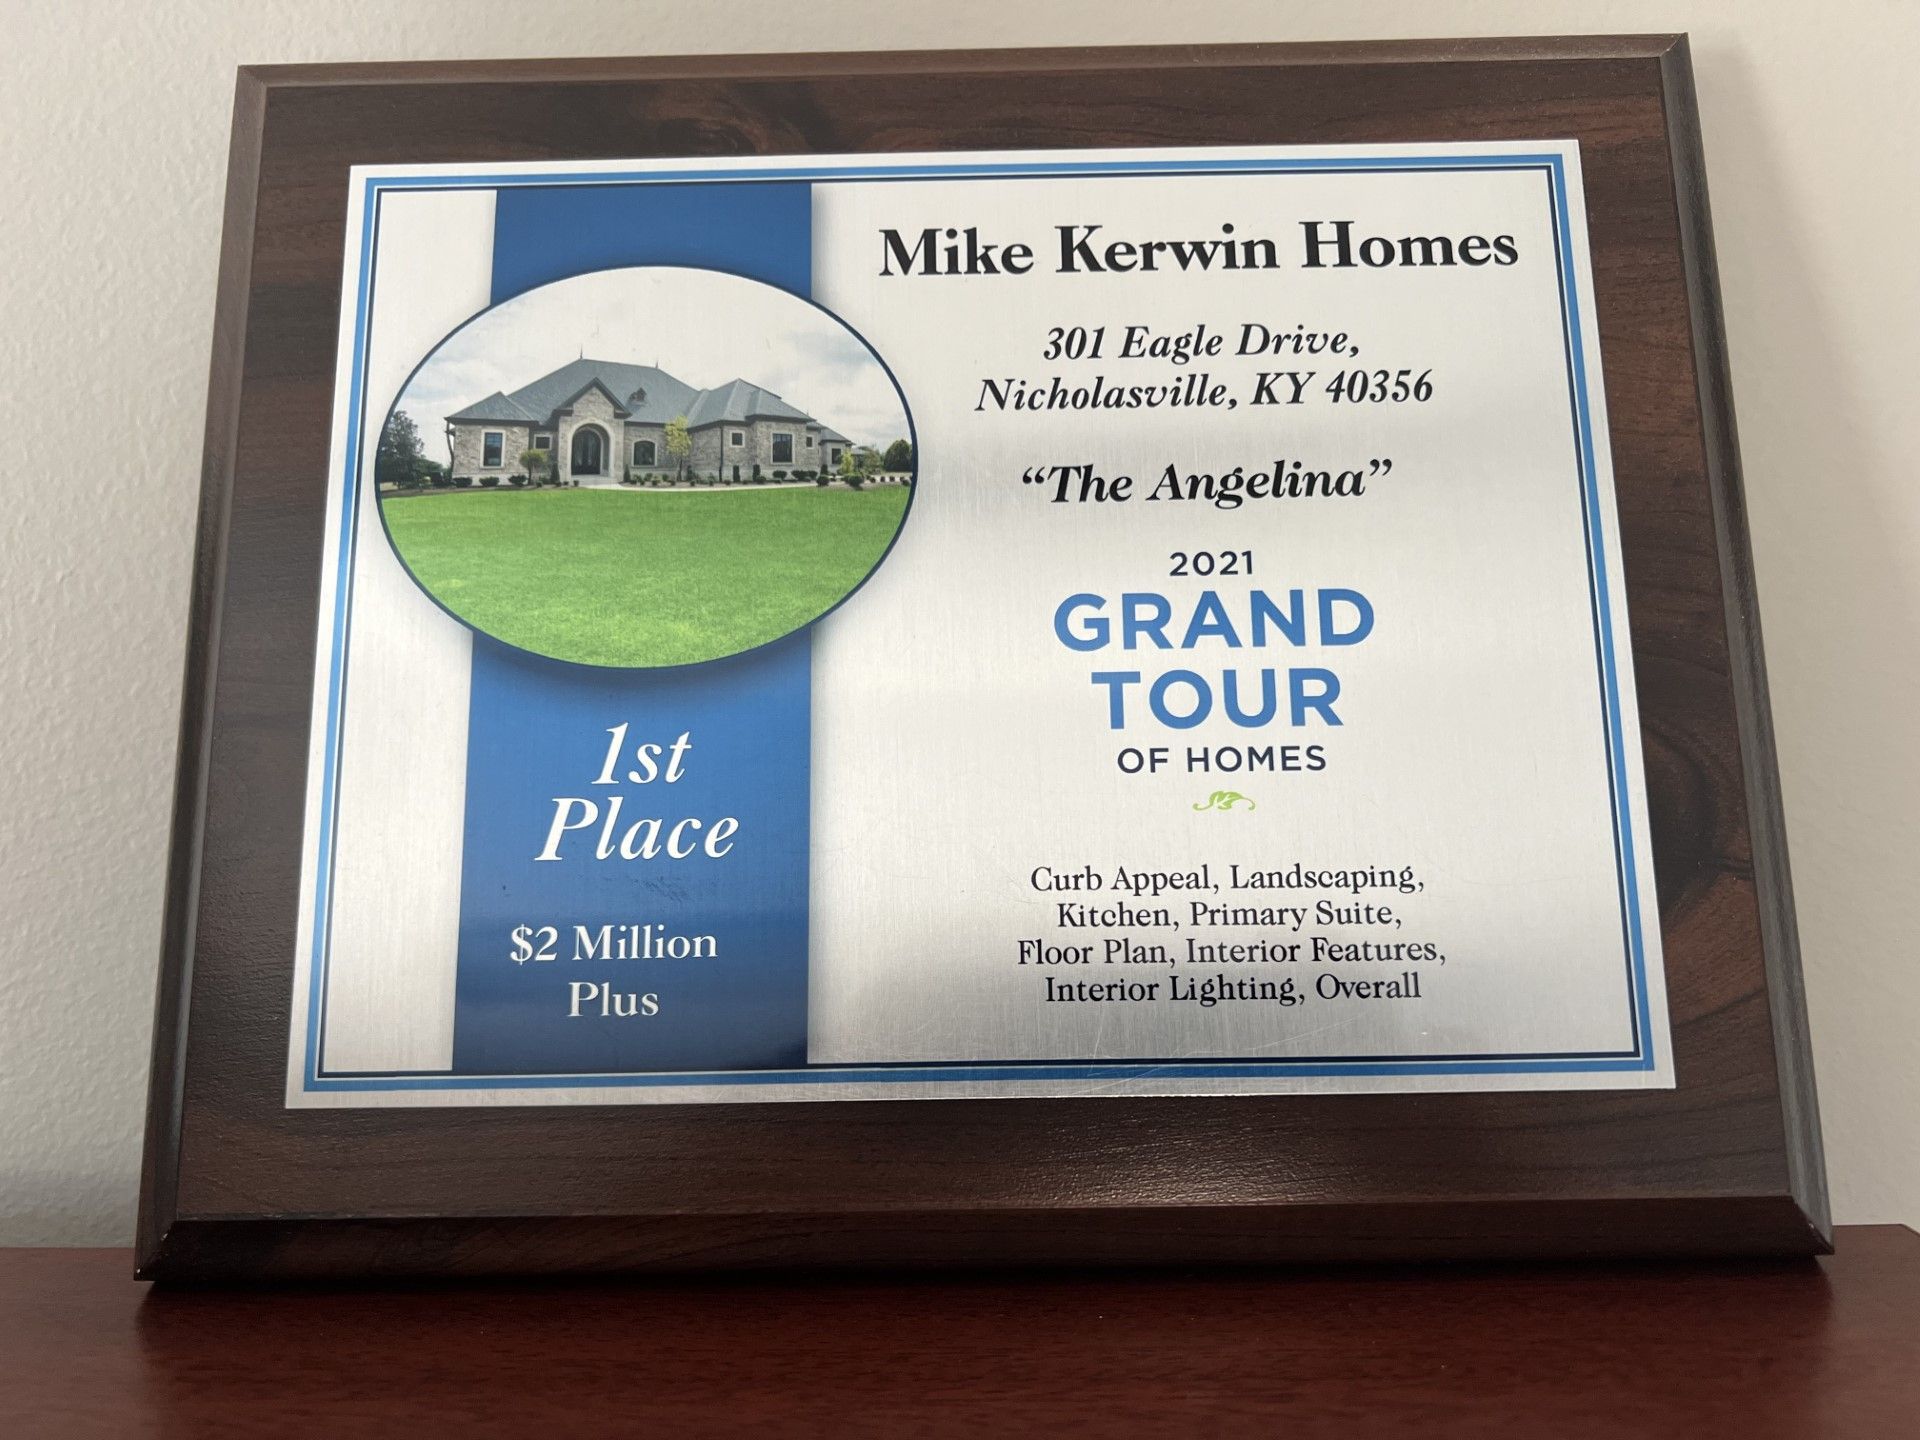 Mike Kerwin Homes
301 Eagle Drive,
Nicholasville, KY 40356
“The Angelina”
2021
GRAND
TOUR
OF HOMES
Curb Appeal, Landscaping,
Kitchen, Primary Suite,
Floor Plan, Interior Features,
Interior Lighting, Overall
1st
Place
$2 Million
Plus